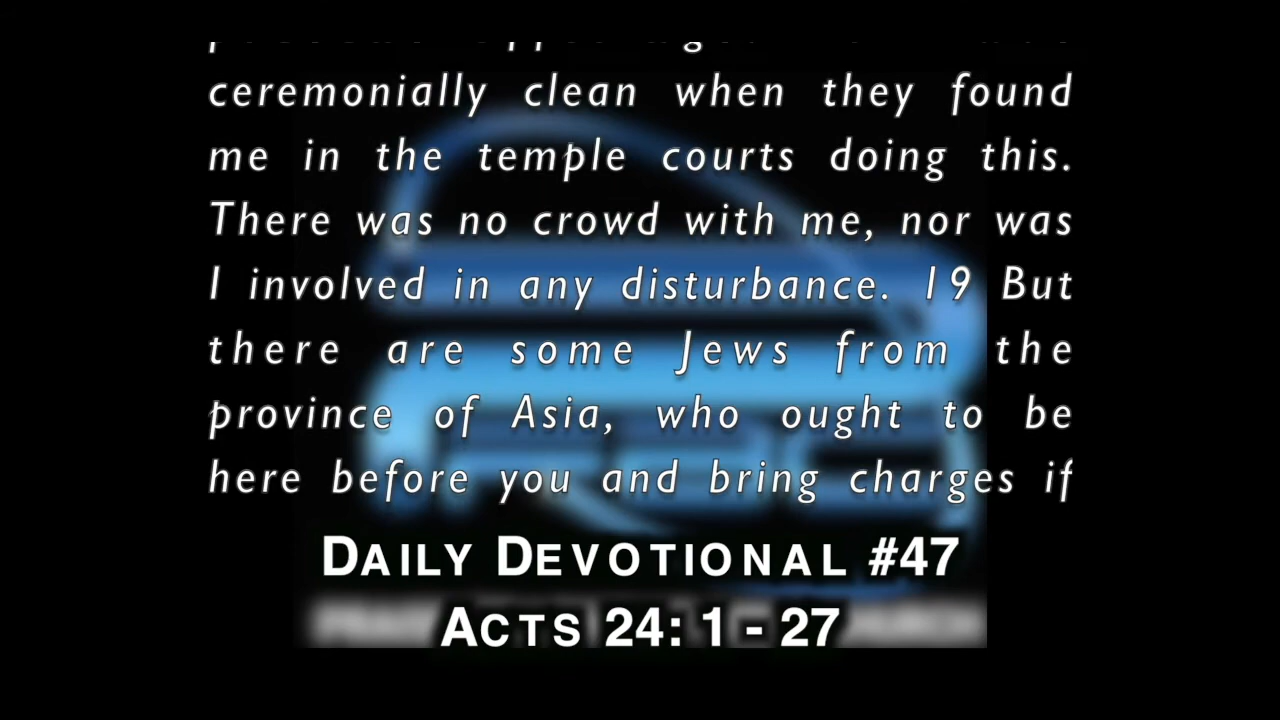 ceremonially clean when they found
me in the temple courts doing this.
There was no crowd with me, nor was
I involved in any disturbance. 19 But
there are some Jews from the
province of Asia, who ought to be
here before you and bring charges if
DAILY DEVOTIONAL #47
ACTS 24: 1 - 27